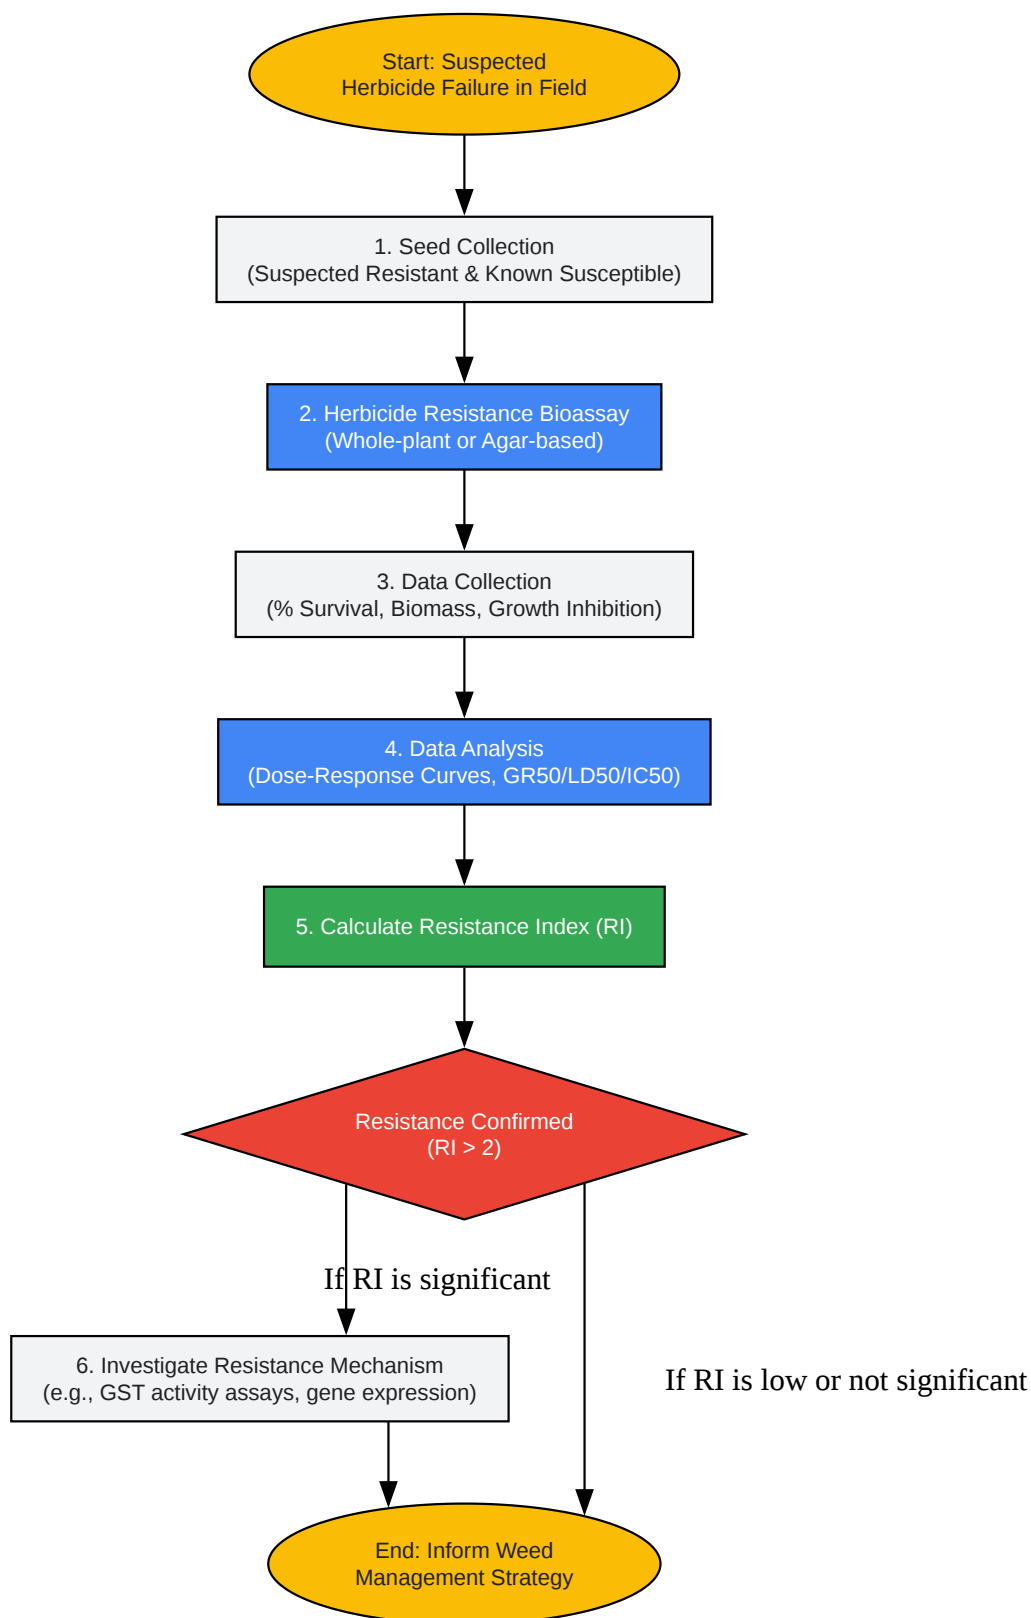 Start: Suspected
Herbicide Failure in Field
1. Seed Collection
(Suspected Resistant & Known Susceptible)
2. Herbicide Resistance Bioassay
(Whole-plant or Agar-based)
3. Data Collection
(% Survival, Biomass, Growth Inhibition)
4. Data Analysis
(Dose-Response Curves, GR50/LD50/IC50)
5. Calculate Resistance Index (RI)
Resistance Confirmed
(RI > 2)
If RI is significant
6. Investigate Resistance Mechanism
(e.g., GST activity assays, gene expression)
If RI is low or not significant
End: Inform Weed
Management Strategy